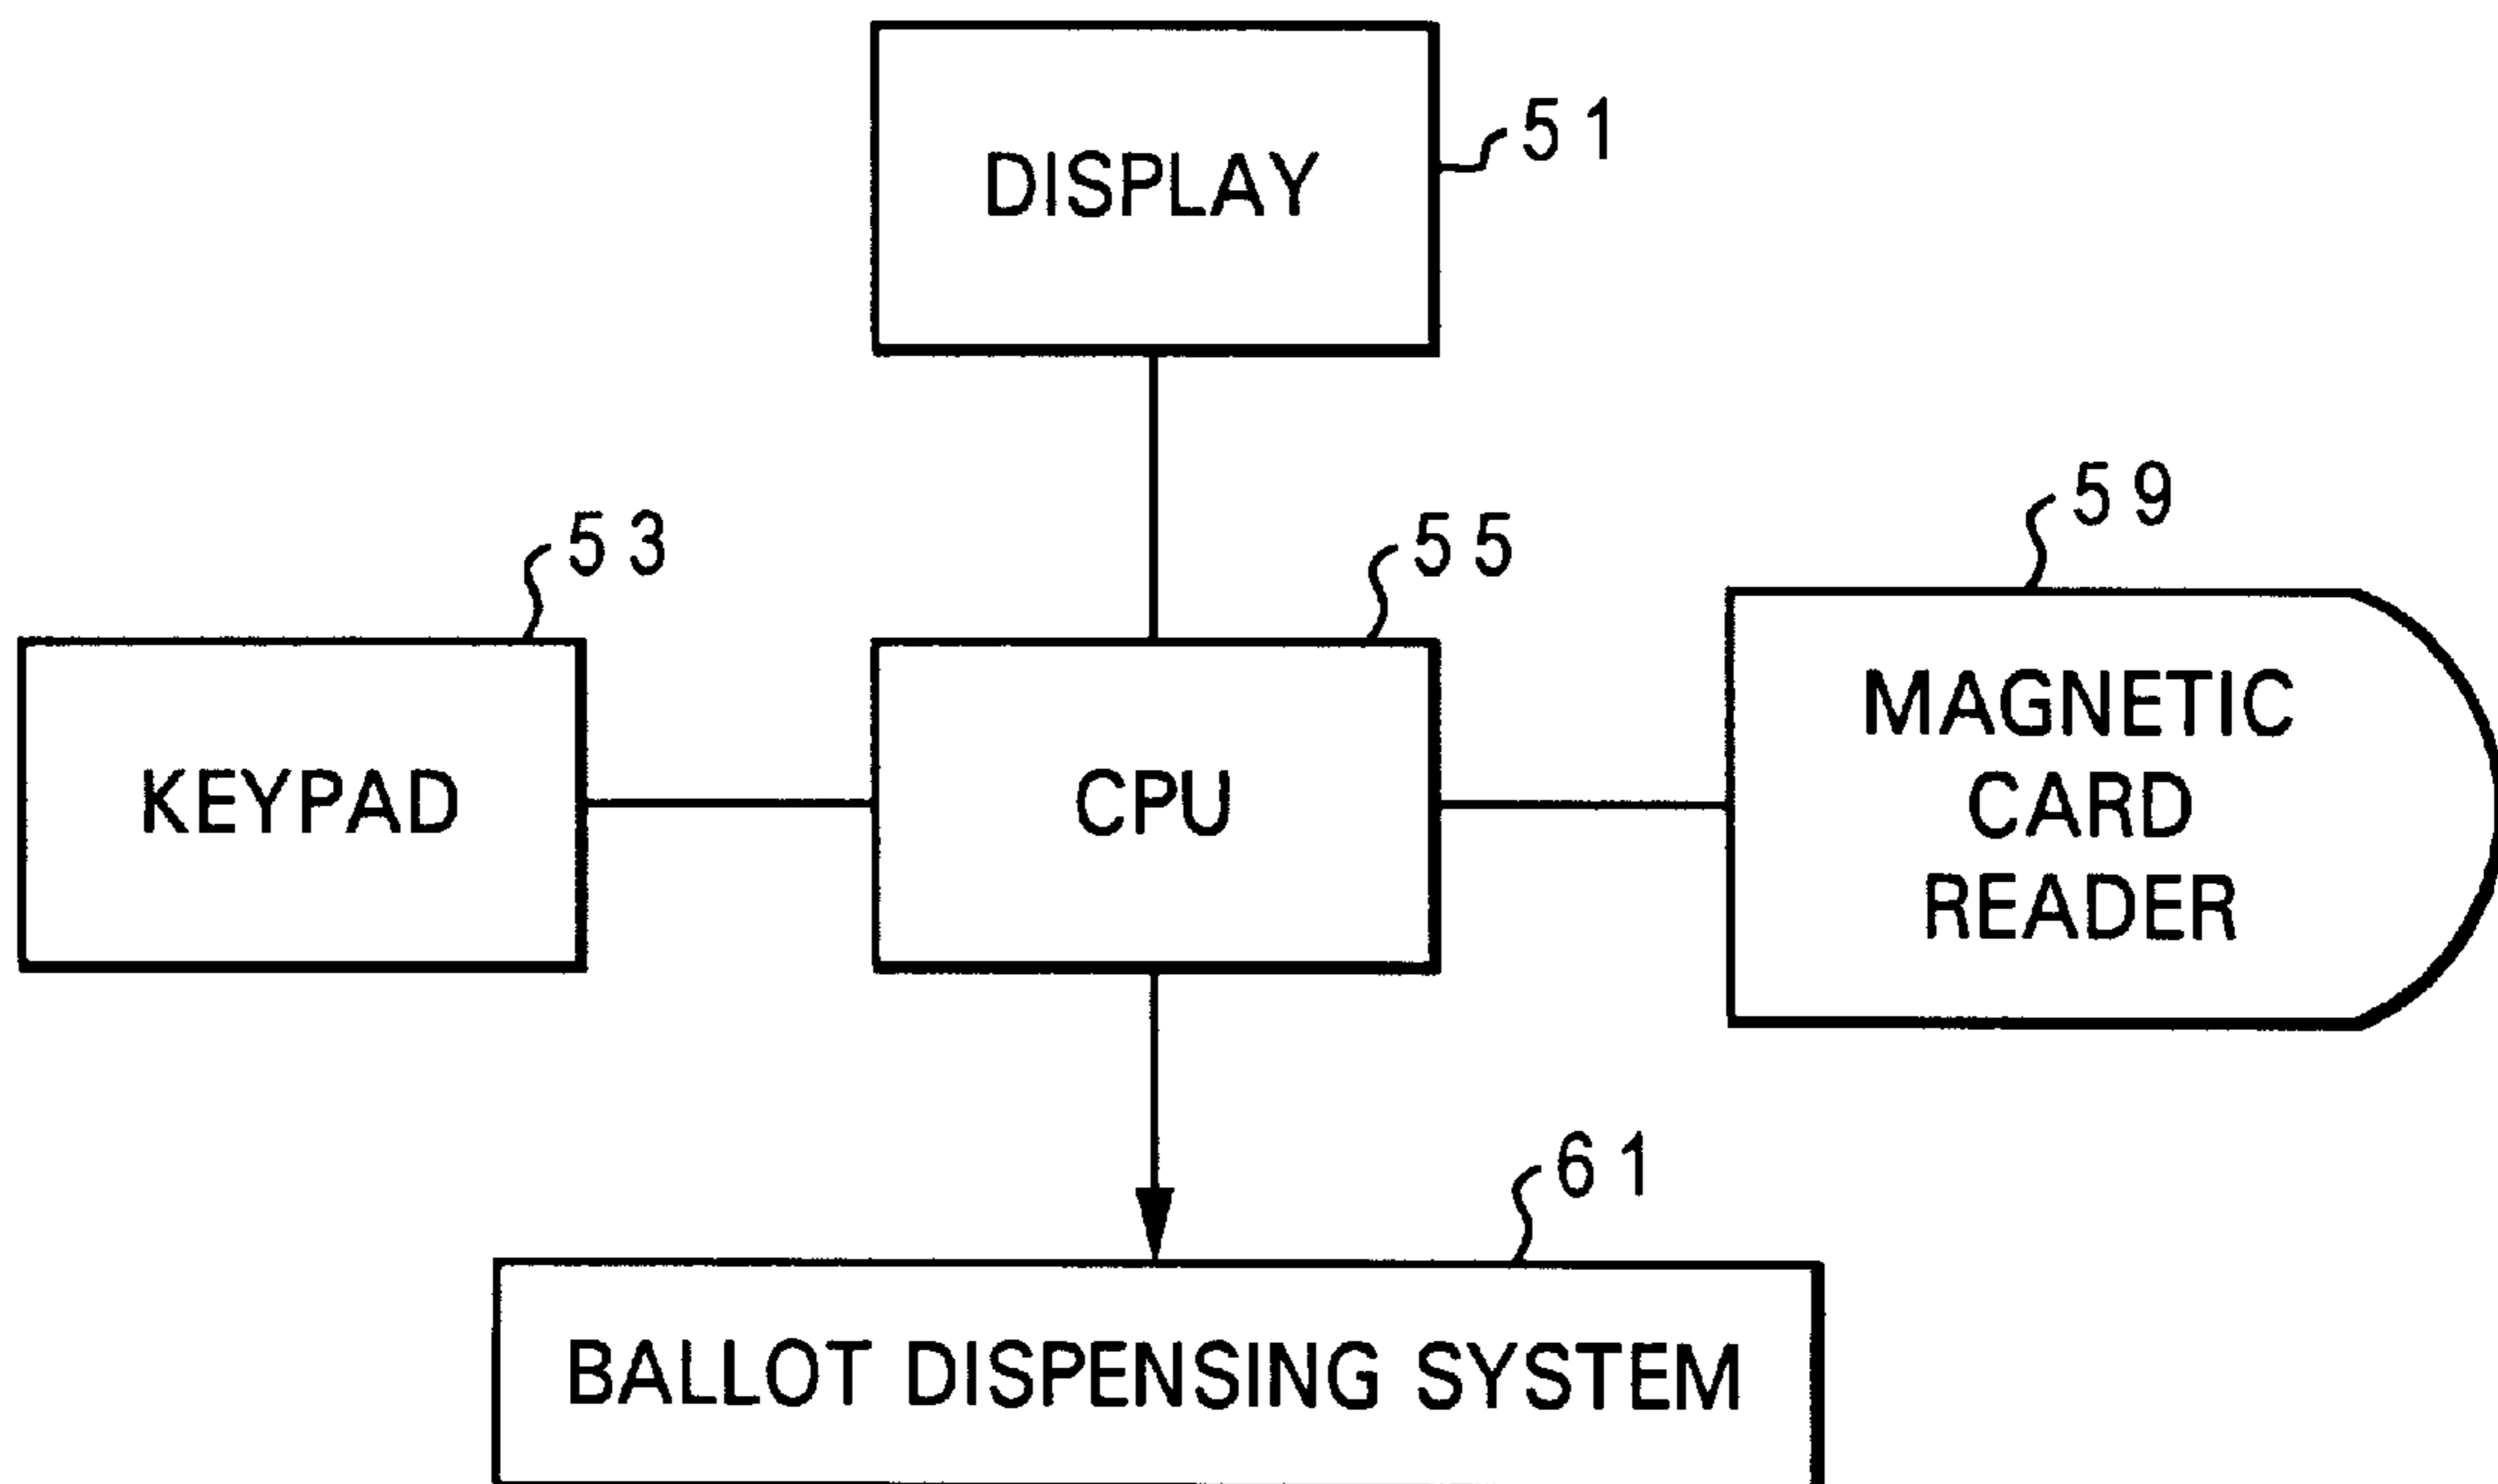 DISPLAY
51
53
55
59
KEYPAD
CPU
MAGNETIC
CARD
READER
61
BALLOT DISPENSING SYSTEM